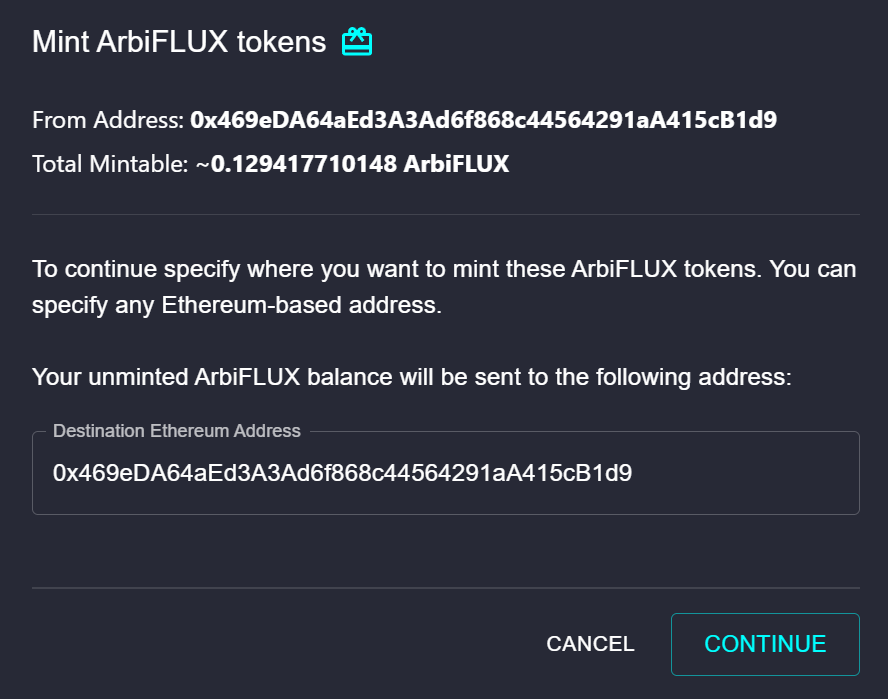 Mint ArbiFLUX tokens
From Address: 0x469eDA64aEd3A3Ad6f868c44564291aA415cB1d9
Total Mintable: ~0.129417710148 ArbiFLUX
To continue specify where you want to mint these ArbiFLUX tokens. You can
specify any Ethereum-based address.
Your unminted ArbiFLUX balance will be sent to the following address:
Destination Ethereum Address
0x469eDA64aEd3A3Ad6f868c44564291aA415cB1d9
CANCEL
CONTINUE